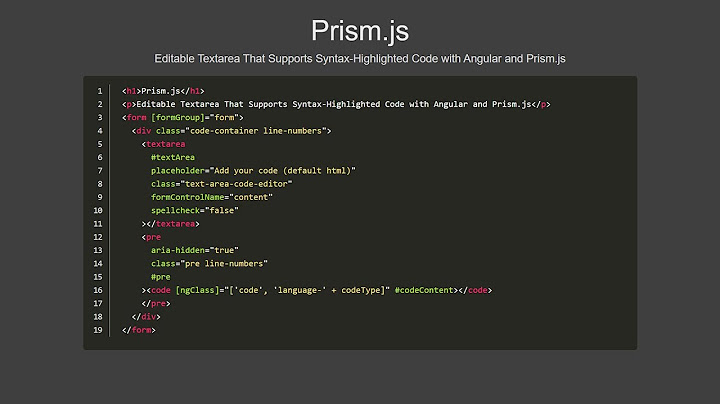 Prism.js
Editable Textarea That Supports Syntax-Highlighted Code with Angular and Prism.js
1 <h1>Prism.js</h1>
2 <p>Editable Textarea That Supports Syntax-Highlighted Code with Angular and Prism.js</p>
3 <form [formGroup]="form">
4 <div class="code-container line-numbers">
5 <textarea
6 #textArea
7 placeholder="Add your code (default html)"
8 class="text-area-code-editor"
9 formControlName="content"
10 spellcheck="false"
11 ></textarea>
12 <pre
13 aria-hidden="true"
14 class="pre line-numbers"
15 #pre
16 ><code [ngClass]="['code', 'language-' + codeType]" #codeContent></code>
17 </pre>
18 </div>
19 </form>